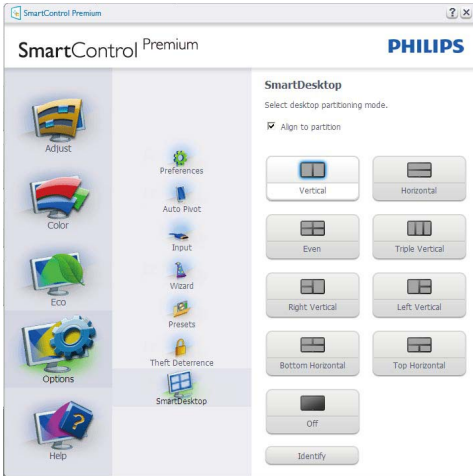 SmartControl Premium
? x
SmartControl Premium
PHILIPS
Adjust
Color
Eco
Options
Help
Preferences
Auto Pivot
Input
Wizard
Presets
Theft Deterrence
SmartDesktop
SmartDesktop
Select desktop partitioning mode.
Align to partition
Vertical
Horizontal
Even
Triple Vertical
Right Vertical
Left Vertical
Bottom Horizontal
Top Horizontal
Off
Identify